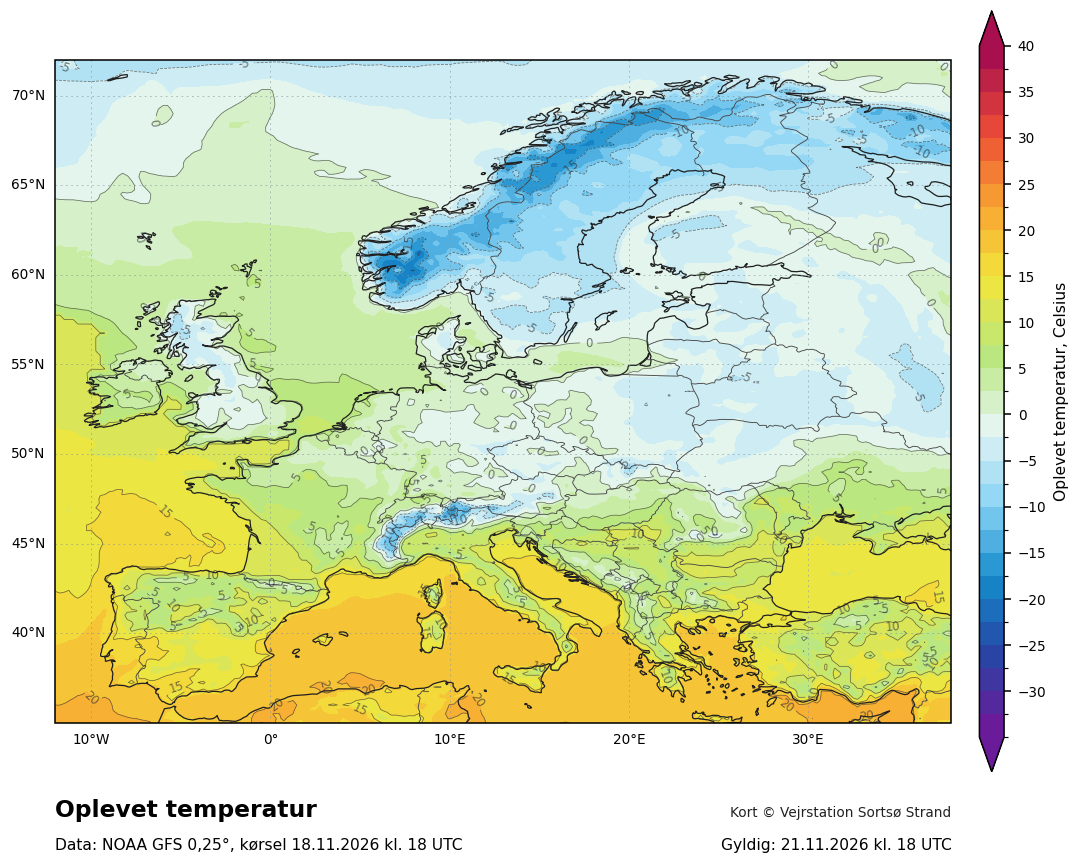 70°N
65°N
60°N
55°N
50°N
45°N
40°N
10°W
0°
10°E
20°E
30°E
40
35
30
25
20
15
10
5
0
−5
−10
−15
−20
−25
−30
Oplevet temperatur, Celsius
Oplevet temperatur
Kort © Vejrstation Sortsø Strand
Data: NOAA GFS 0,25°, kørsel 18.11.2026 kl. 18 UTC
Gyldig: 21.11.2026 kl. 18 UTC